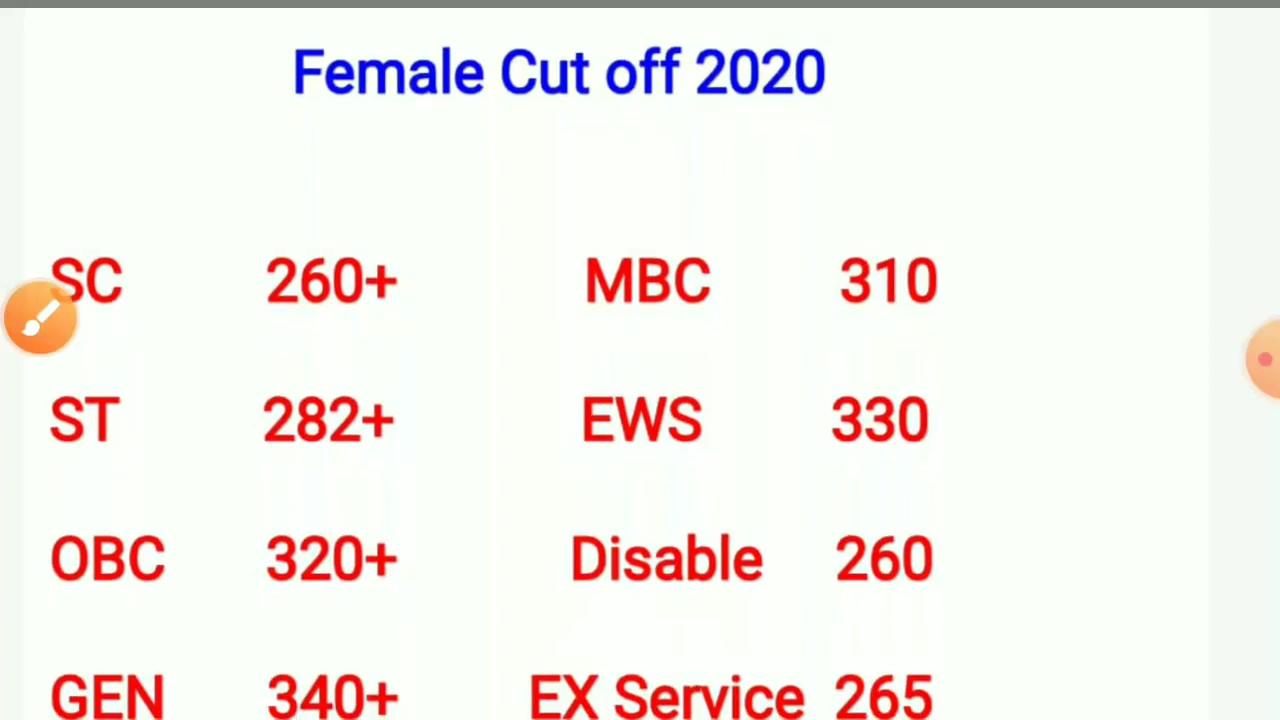 Female Cut off 2020
SC 260+ MBC 310
ST 282+ EWS 330
OBC 320+ Disable 260
GEN 340+ EX Service 265